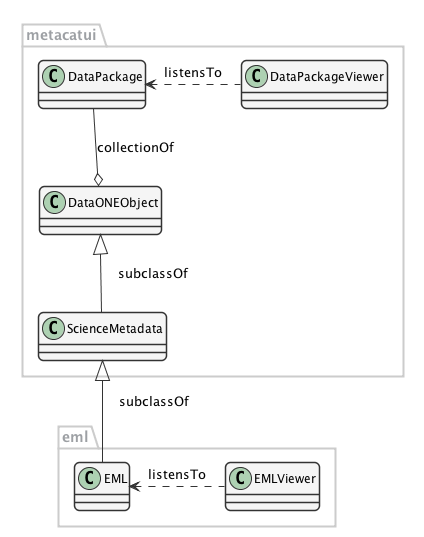 metacatui
C DataPackage
listensTo
C DataPackageViewer
collectionOf
C DataONEObject
subclassOf
C ScienceMetadata
subclassOf
eml
C EML
listensTo
C EMLViewer